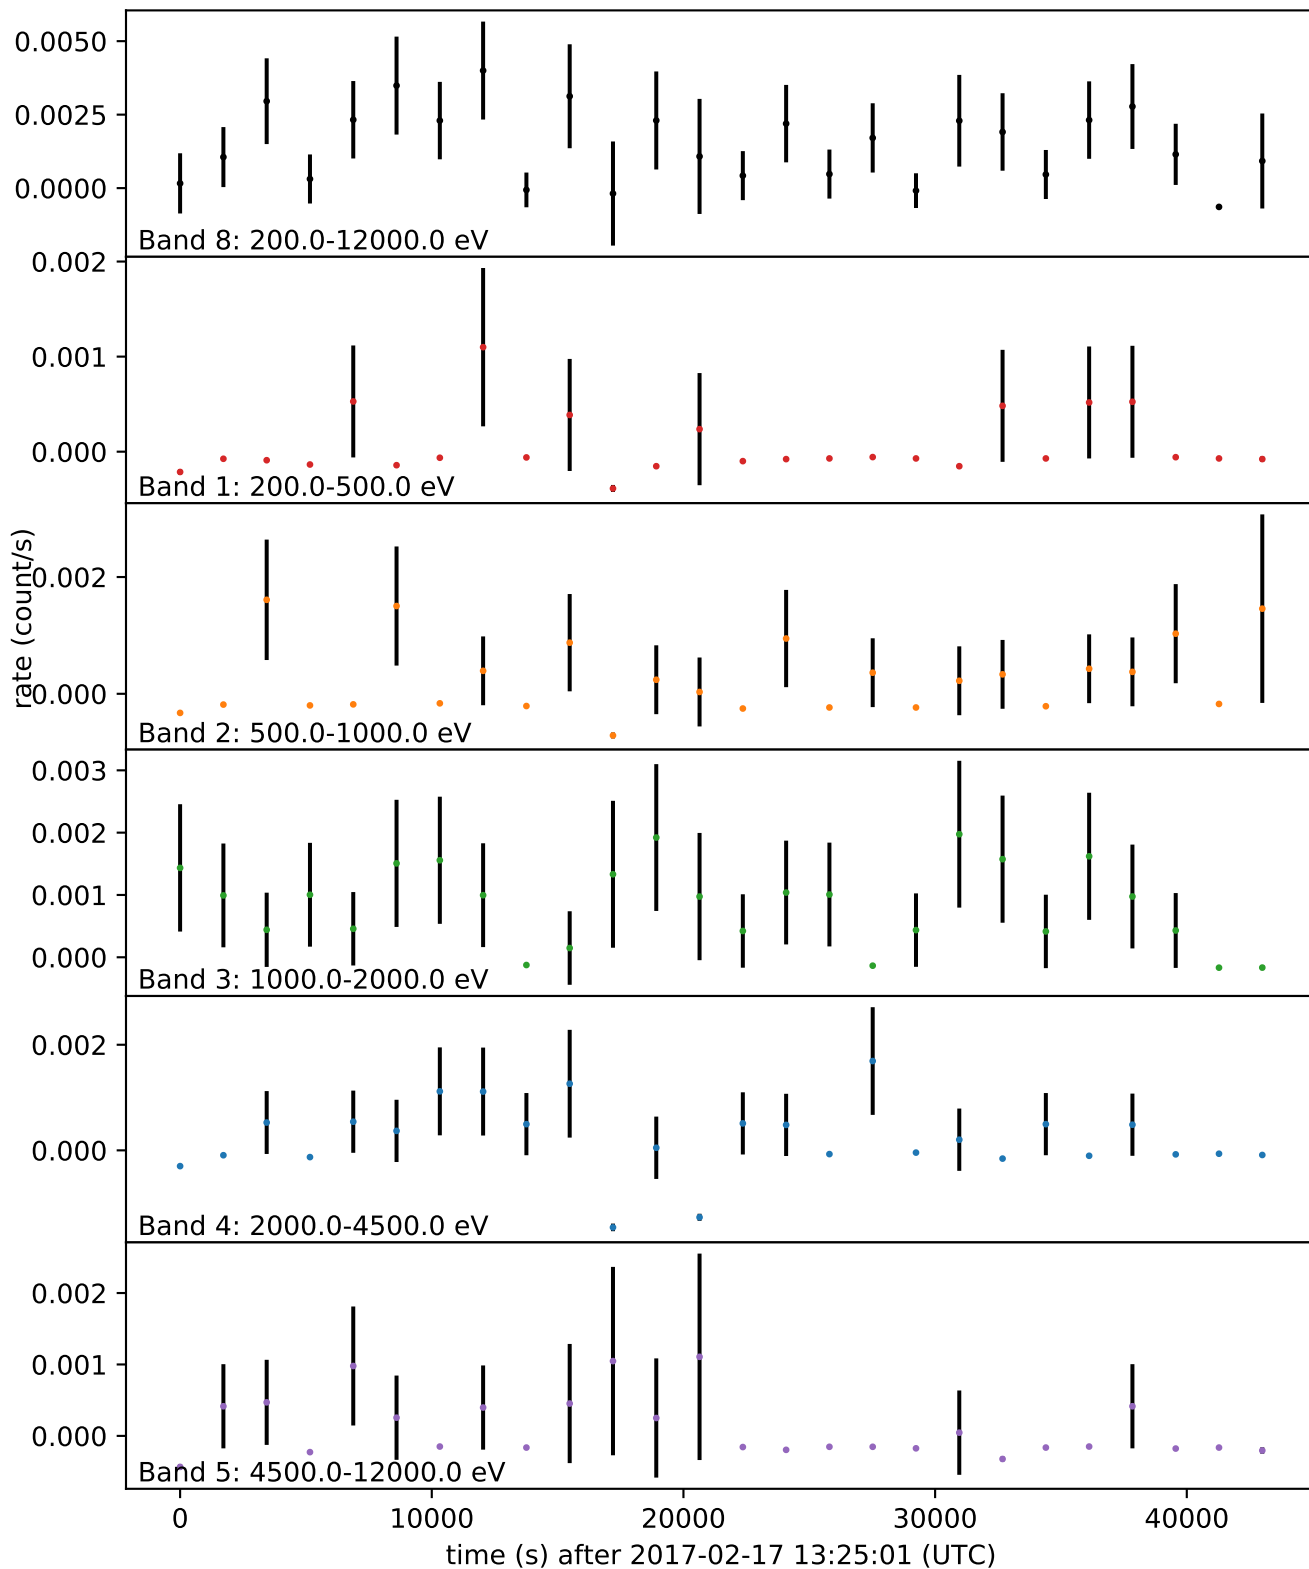 0.0050
0.0025
0.0000
Band 8: 200.0-12000.0 eV
0.002
0.001
0.000
Band 1: 200.0-500.0 eV
rate (count/s)
0.002
0.000
Band 2: 500.0-1000.0 eV
0.003
0.002
0.001
0.000
Band 3: 1000.0-2000.0 eV
0.002
0.000
Band 4: 2000.0-4500.0 eV
0.002
0.001
0.000
Band 5: 4500.0-12000.0 eV
0 10000 20000 30000 40000
time (s) after 2017-02-17 13:25:01 (UTC)